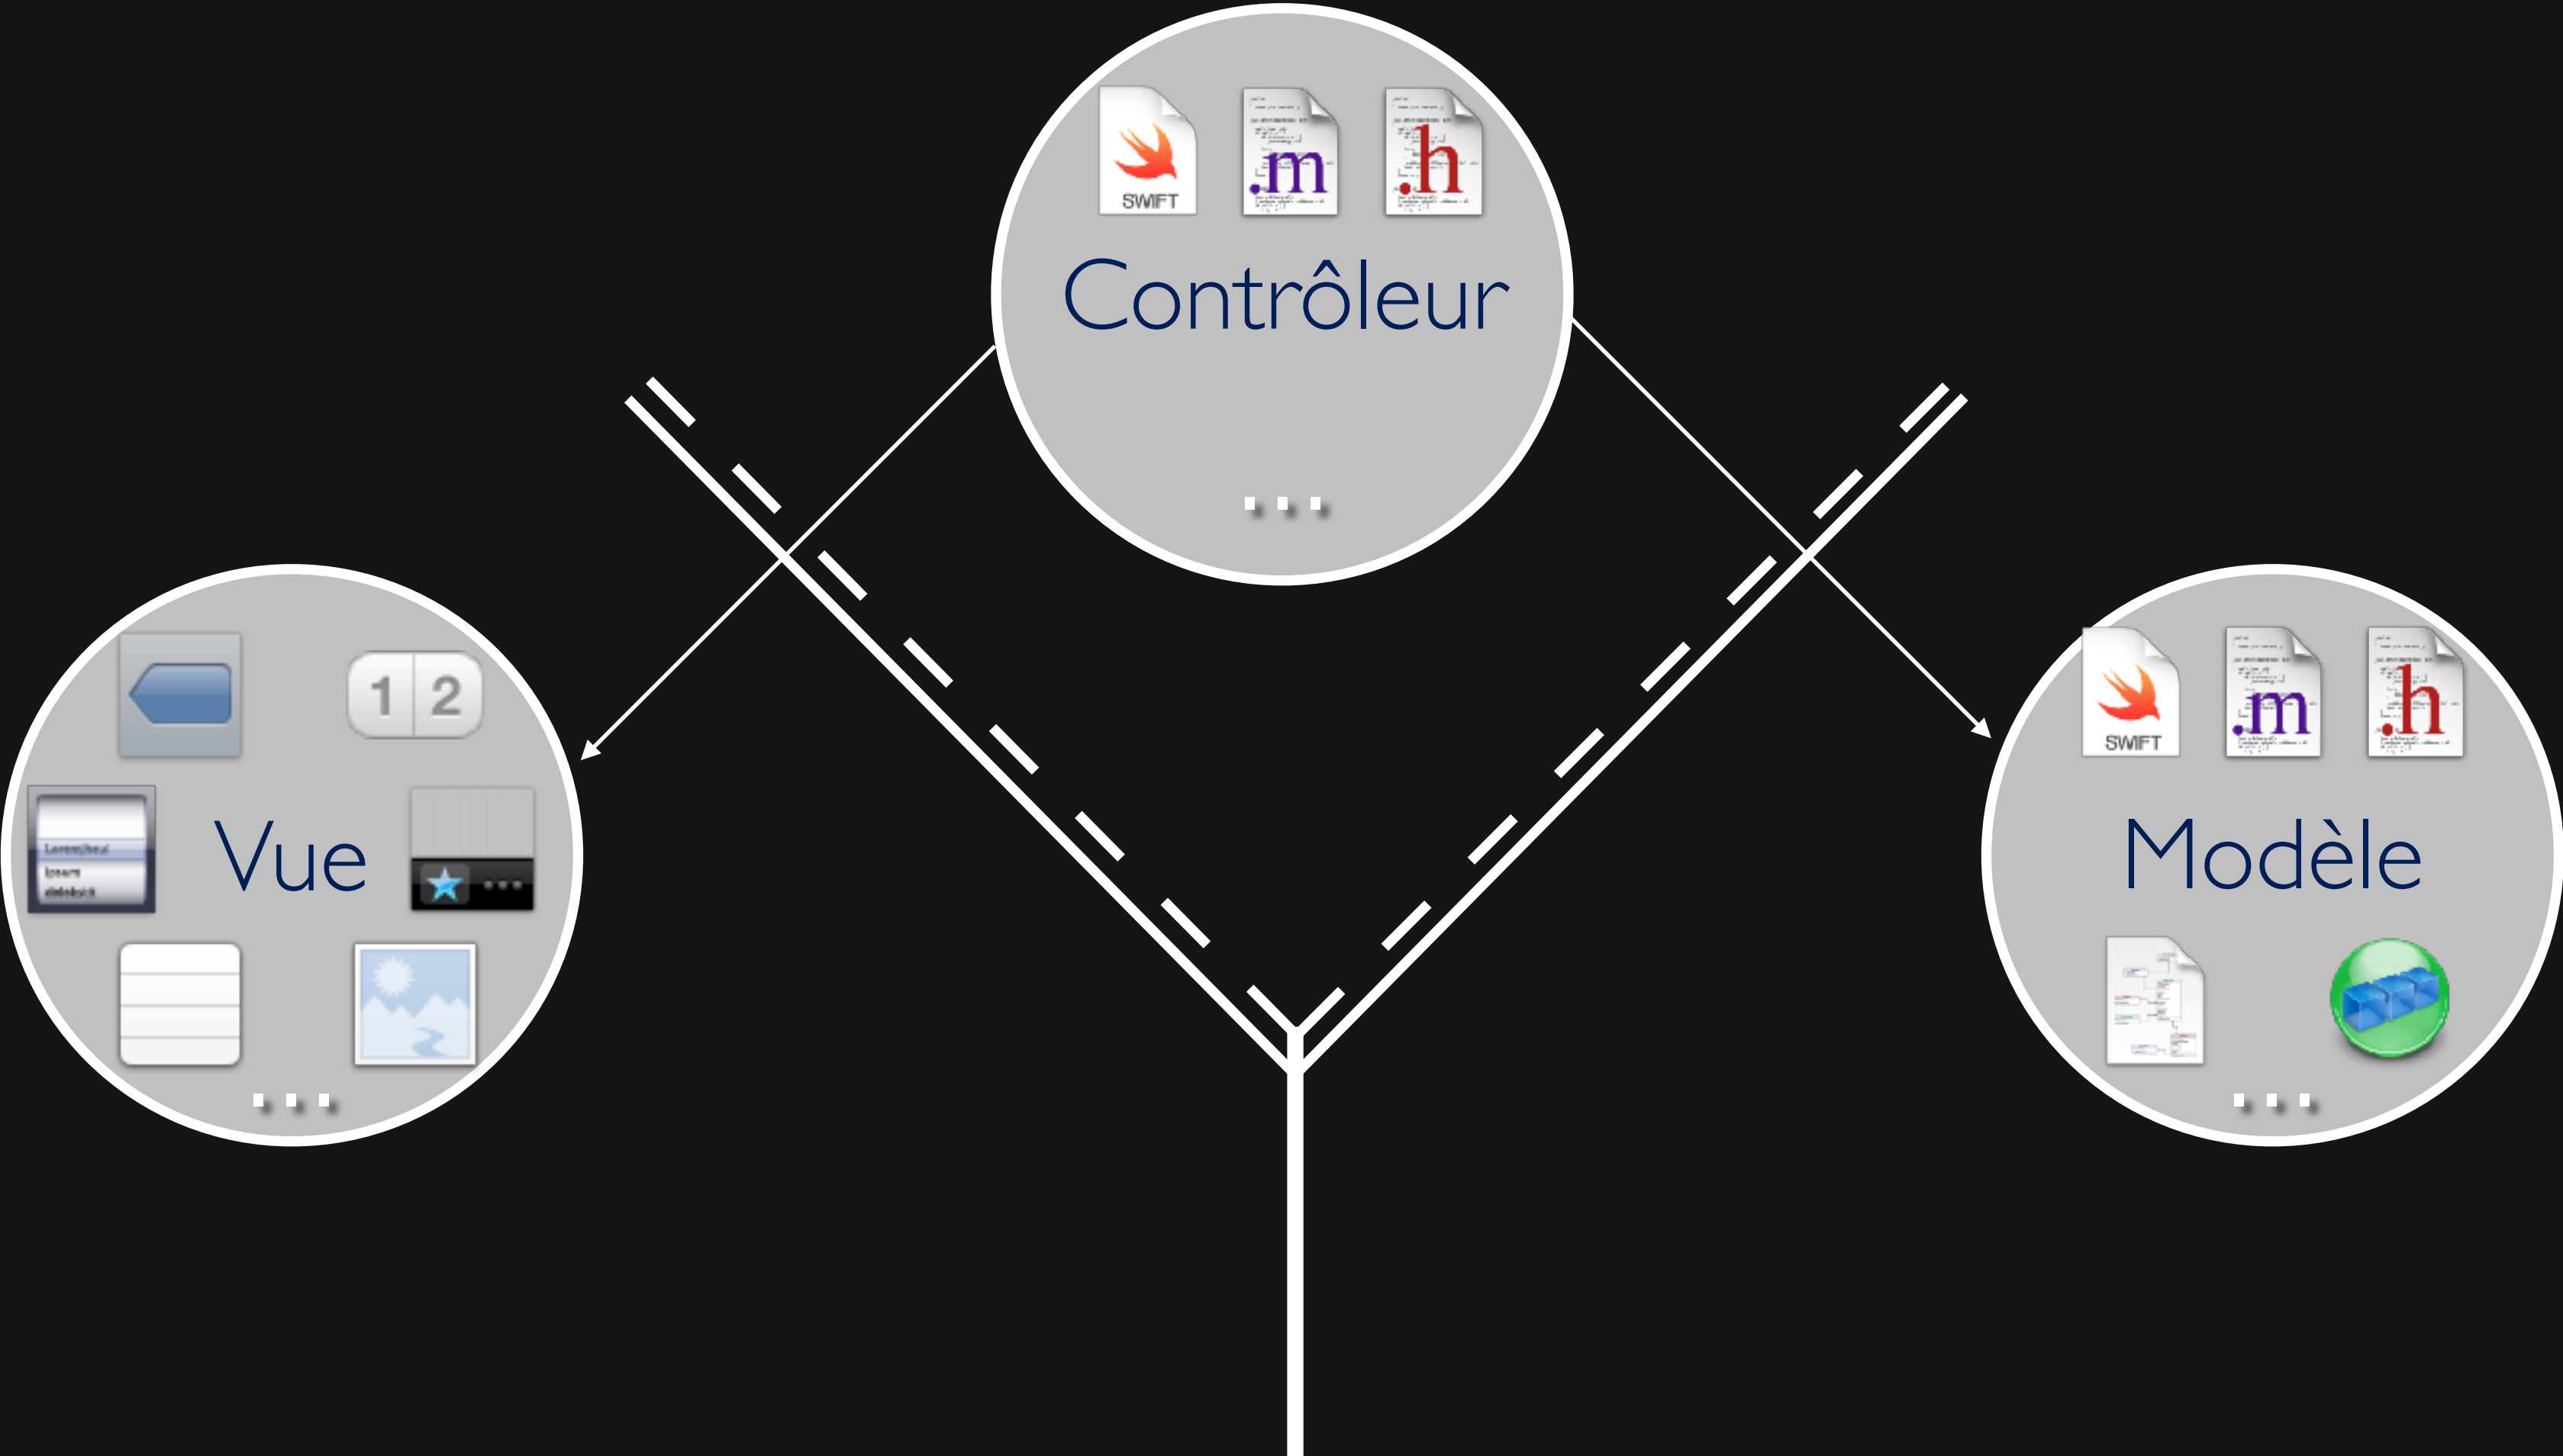 SWIFT
.m
.h
Contrôleur
...
1 2
Vue
...
SWIFT
.m
.h
Modèle
...